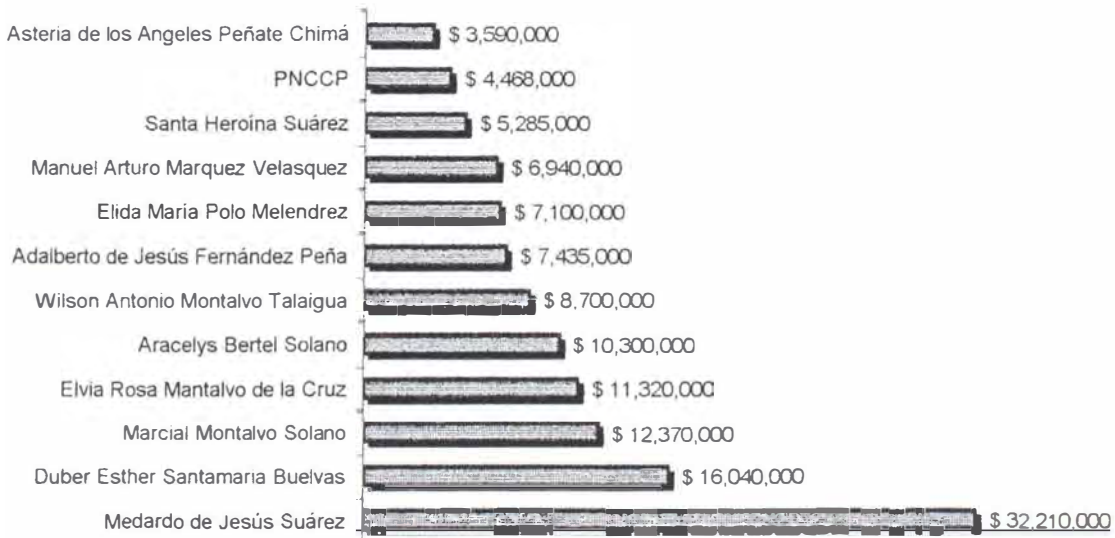 Asteria de los Angeles Peñate Chimá $ 3,590,000
PNCCP $ 4,468,000
Santa Heroína Suárez $ 5,285,000
Manuel Arturo Marquez Velasquez $ 6,940,000
Elida María Polo Melendrez $ 7,100,000
Adalberto de Jesús Fernández Peña $ 7,435,000
Wilson Antonio Montalvo Talaigua $ 8,700,000
Aracelys Bertel Solano $ 10,300,000
Elvia Rosa Mantalvo de la Cruz $ 11,320,000
Marcial Montalvo Solano $ 12,370,000
Duber Esther Santamaria Buelvas $ 16,040,000
Medardo de Jesús Suárez $ 32,210,000